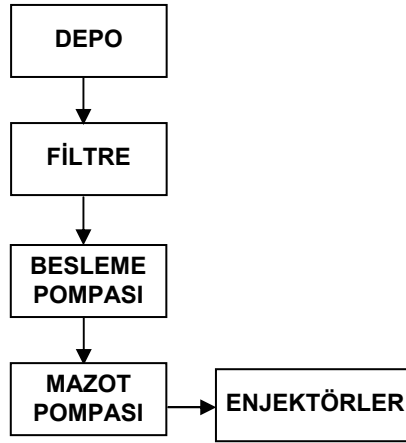 DEPO
FİLTRE
BESLEME
POMPASI
MAZOT
POMPASI
ENJEKTÖRLER